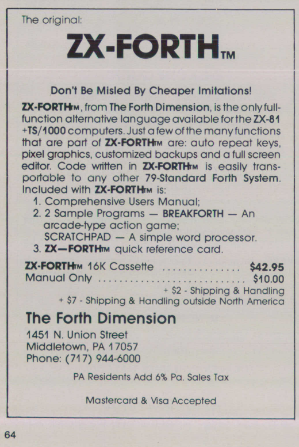 The original:
ZX-FORTH™
Don't Be Misled By Cheaper Imitations!
ZX-FORTH™, from The Forth Dimension, is the only full-
function alternative language available for the ZX-81
+TS/1000 computers. Just a few of the many functions
that are part of ZX-FORTH™ are: auto repeat keys,
pixel graphics, customized backups and a full screen
editor. Code written in ZX-FORTH™ is easily trans-
portable to any other 79-Standard Forth System.
Included with ZX-FORTH™ is:
1. Comprehensive Users Manual;
2. 2 Sample Programs — BREAKFORTH — An
arcade-type action game;
SCRATCHPAD — A simple word processor.
3. ZX—FORTH™ quick reference card.
ZX-FORTH™ 16K Cassette ................ $42.95
Manual Only .......................... $10.00
+ $2 - Shipping & Handling
+ $7 - Shipping & Handling outside North America
The Forth Dimension
1451 N. Union Street
Middletown, PA 17057
Phone: (717) 944-6000
PA Residents Add 6% Pa. Sales Tax
Mastercard & Visa Accepted
64